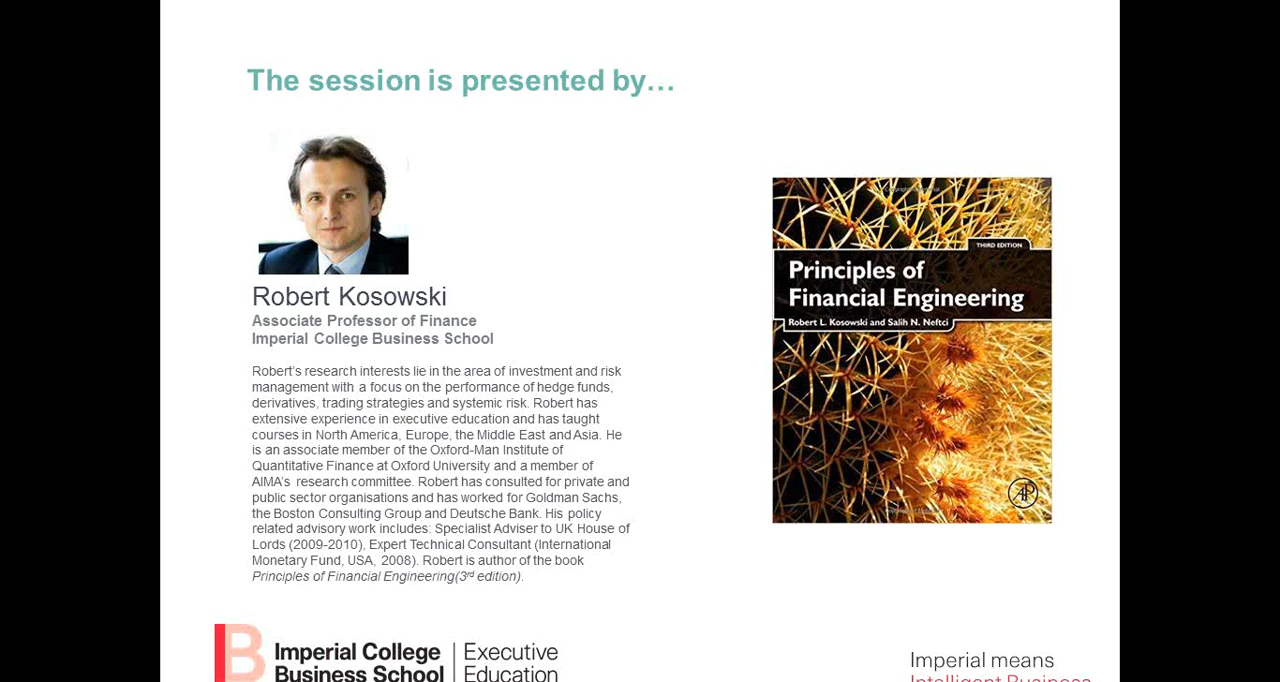 The session is presented by…
Robert Kosowski
Associate Professor of Finance
Imperial College Business School
Robert's research interests lie in the area of investment and risk
management with a focus on the performance of hedge funds,
derivatives, trading strategies and systemic risk. Robert has
extensive experience in executive education and has taught
courses in North America, Europe, the Middle East and Asia. He
is an associate member of the Oxford-Man Institute of
Quantitative Finance at Oxford University and a member of
AIMA's research committee. Robert has consulted for private and
public sector organisations and has worked for Goldman Sachs,
the Boston Consulting Group and Deutsche Bank. His policy
related advisory work includes: Specialist Adviser to UK House of
Lords (2009-2010), Expert Technical Consultant (International
Monetary Fund, USA, 2008). Robert is author of the book
Principles of Financial Engineering(3rd edition).
THIRD EDITION
Principles of
Financial Engineering
Robert L. Kosowski and Salih N. Neftci
AP
B
Imperial College
Business School
Executive
Education
Imperial means
Intelligent Business